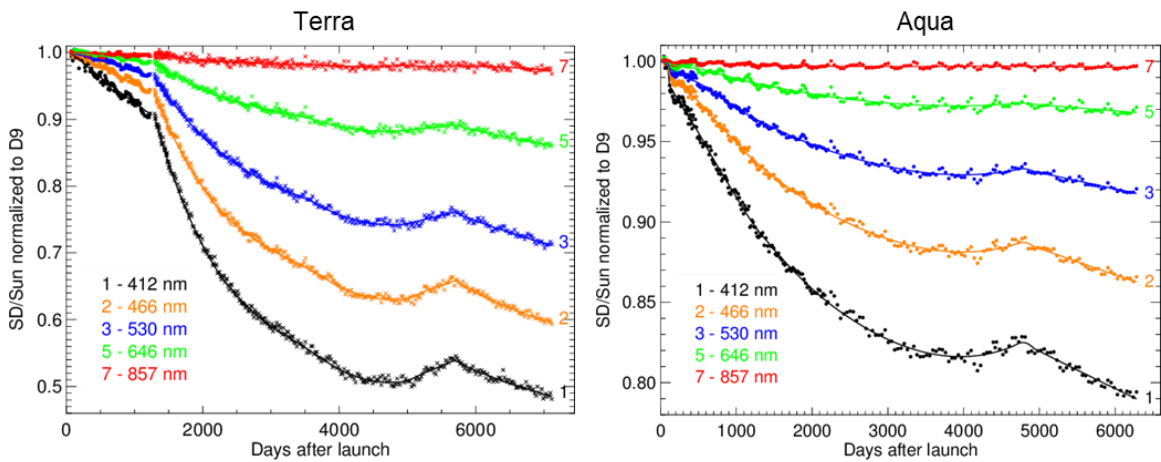 Terra
SD/Sun normalized to D9
1.0
0.9
0.8
0.7
0.6
0.5
7
5
3
2
1
1 - 412 nm
2 - 466 nm
3 - 530 nm
5 - 646 nm
7 - 857 nm
0 2000 4000 6000
Days after launch
Aqua
SD/Sun normalized to D9
1.00
0.95
0.90
0.85
0.80
7
5
3
2
1
1 - 412 nm
2 - 466 nm
3 - 530 nm
5 - 646 nm
7 - 857 nm
0 1000 2000 3000 4000 5000 6000
Days after launch